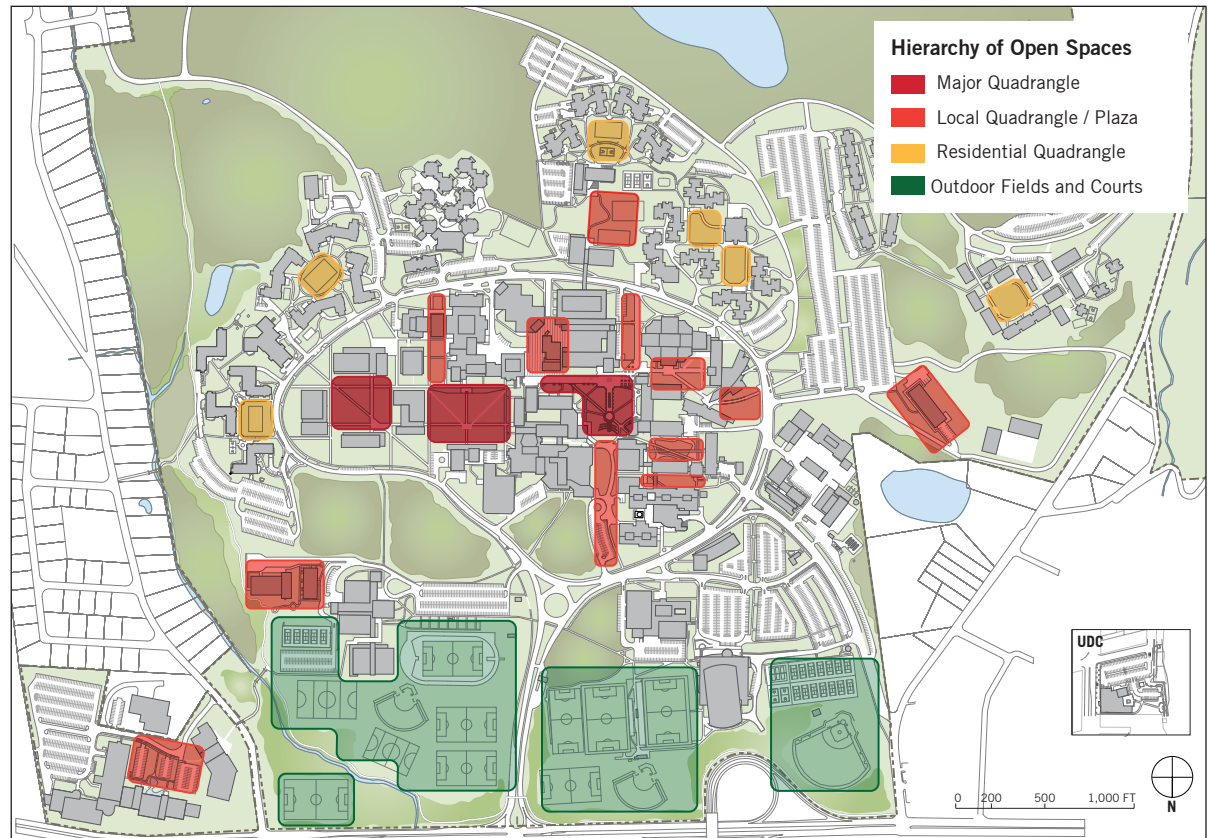 Hierarchy of Open Spaces
Major Quadrangle
Local Quadrangle / Plaza
Residential Quadrangle
Outdoor Fields and Courts
UDC
0 200 500 1,000 FT
N